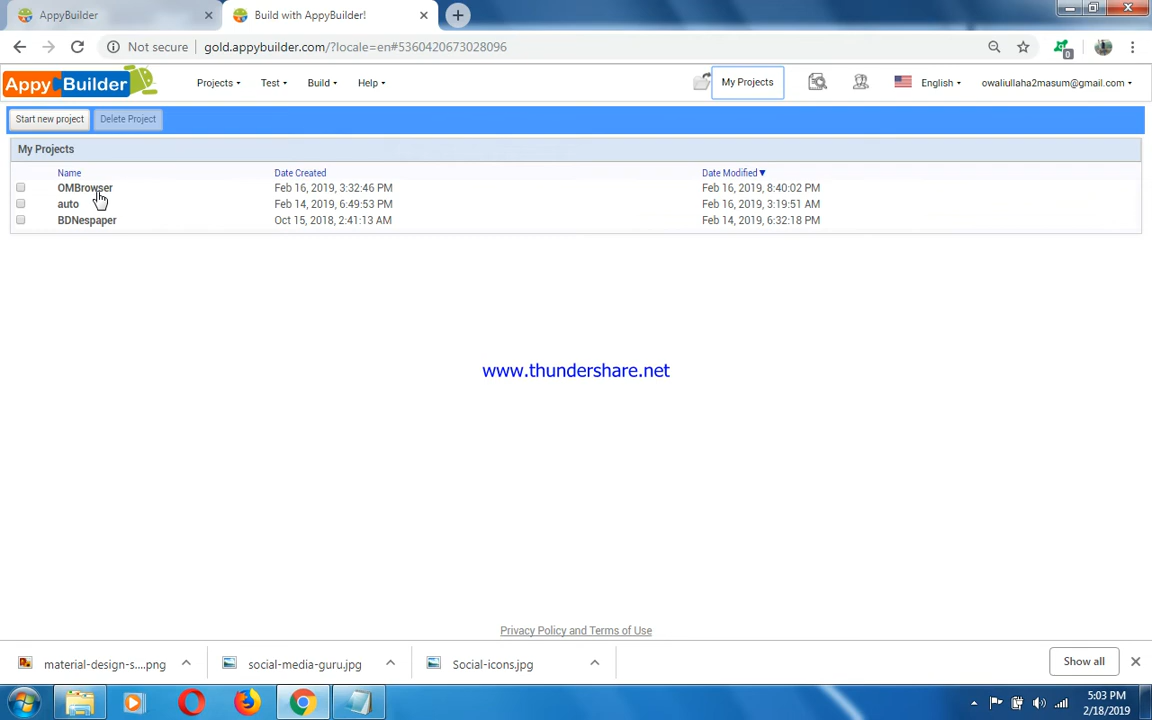 AppyBuilder
Build with AppyBuilder!
Not secure
gold.appybuilder.com/?locale=en#5360420673028096
0
AppyBuilder
Projects
Test
Build
Help
My Projects
English
owaliullaha2masum@gmail.com
Start new project
Delete Project
My Projects
Name Date Created Date Modified
OMBrowser Feb 16, 2019, 3:32:46 PM Feb 16, 2019, 8:40:02 PM
auto Feb 14, 2019, 6:49:53 PM Feb 16, 2019, 3:19:51 AM
BDNespaper Oct 15, 2018, 2:41:13 AM Feb 14, 2019, 6:32:18 PM
www.thundershare.net
Privacy Policy and Terms of Use
material-design-s....png
social-media-guru.jpg
Social-icons.jpg
Show all
5:03 PM
2/18/2019